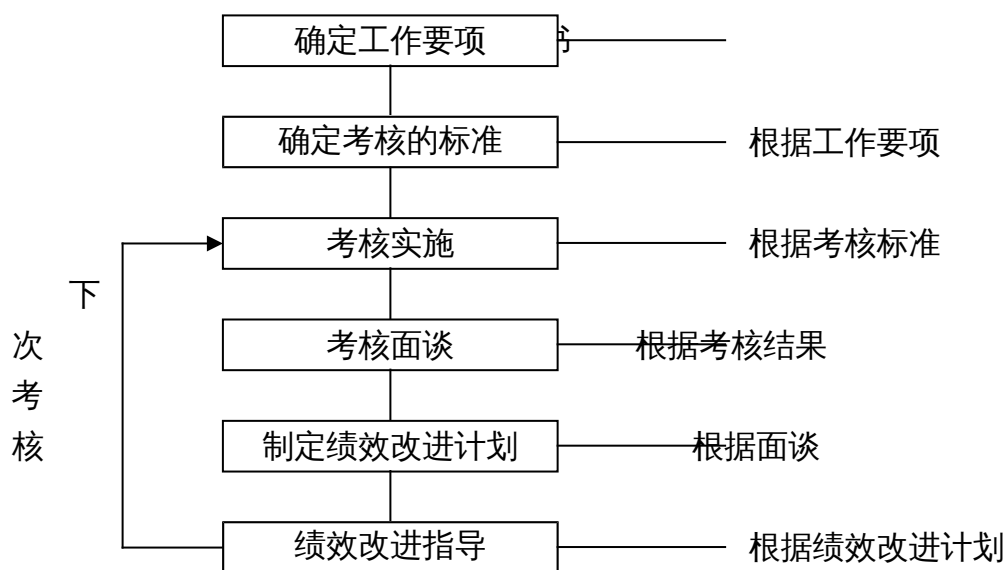 确定工作要项
确定考核的标准 根据工作要项
考核实施 根据考核标准
下
考核面谈 根据考核结果
次
考
制定绩效改进计划 根据面谈
核
绩效改进指导 根据绩效改进计划